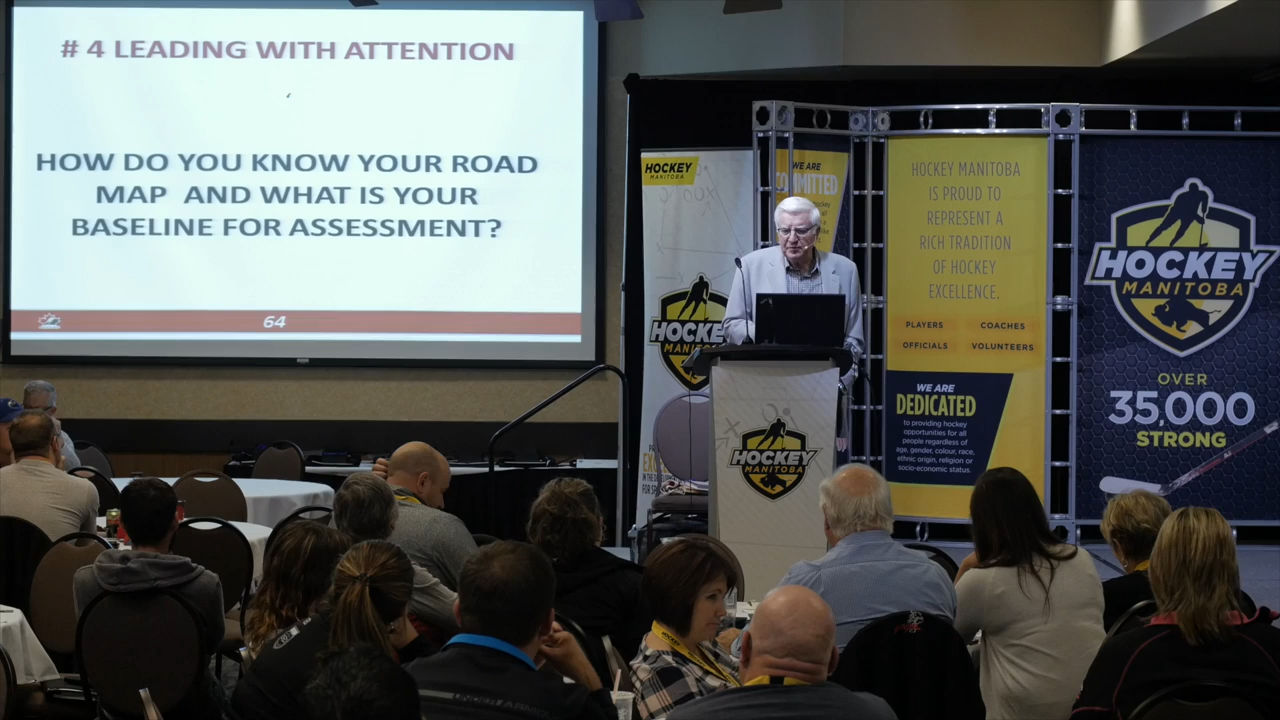 # 4 LEADING WITH ATTENTION
HOW DO YOU KNOW YOUR ROAD
MAP AND WHAT IS YOUR
BASELINE FOR ASSESSMENT?
64
HOCKEY
MANITOBA
WE ARE
COMMITTED
HOCKEY MANITOBA
IS PROUD TO
REPRESENT A
RICH TRADITION
OF HOCKEY
EXCELLENCE.
PLAYERS COACHES
OFFICIALS VOLUNTEERS
WE ARE
DEDICATED
to providing hockey
opportunities for all
people regardless of
age, gender, colour, race,
ethnic origin, religion or
socio-economic status.
HOCKEY
MANITOBA
OVER
35,000
STRONG
HOCKEY
MANITOBA
HOCKEY
MANITOBA
UNDER ARMOUR